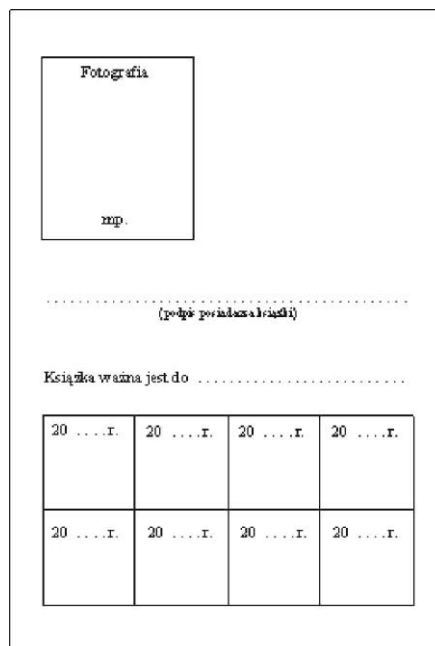 Fotografia
mp.
. . . . . . . . . . . . . . . . . . . . . . . . . . . . . . . . . . . . . . . . . . . . . . . .
(podpis posiadacza książki)
Książka ważna jest do . . . . . . . . . . . . . . . . . . . . . . . . . . .
20 . . . . r. 20 . . . . r. 20 . . . . r. 20 . . . . r.
20 . . . . r. 20 . . . . r. 20 . . . . r. 20 . . . . r.